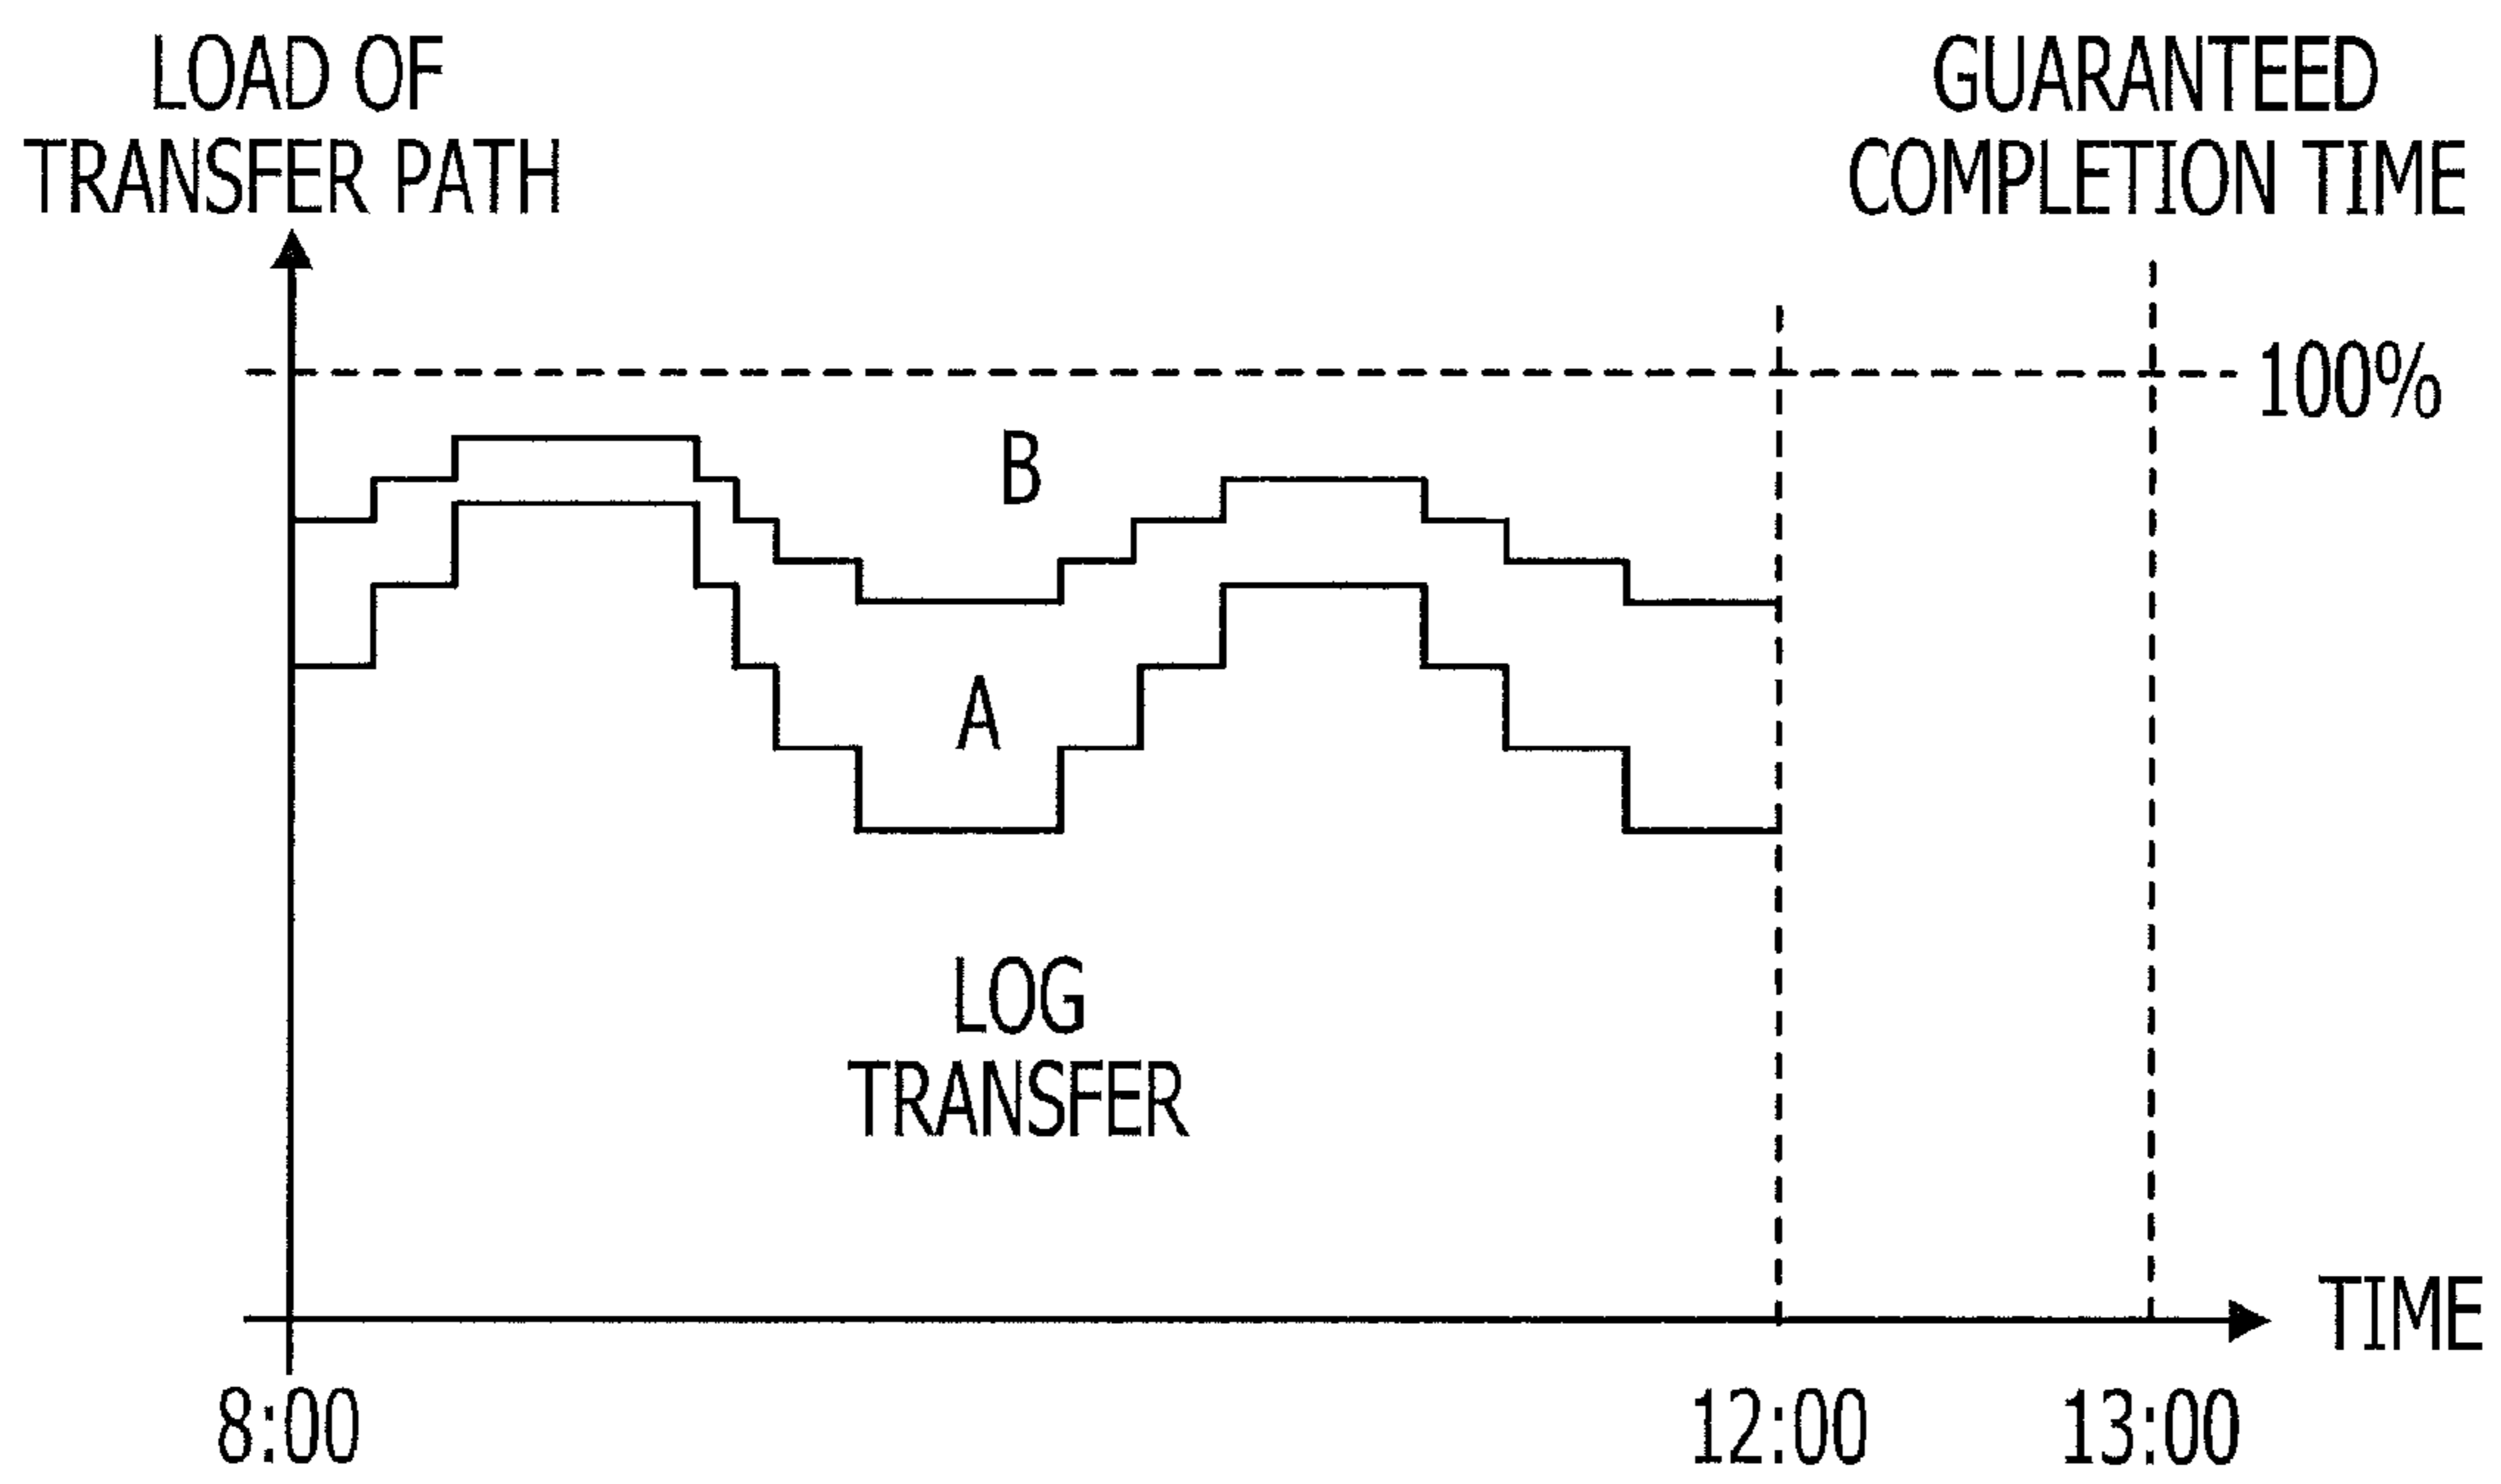 LOAD OF
TRANSFER PATH
GUARANTEED
COMPLETION TIME
100%
B
A
LOG
TRANSFER
TIME
8:00
12:00
13:00